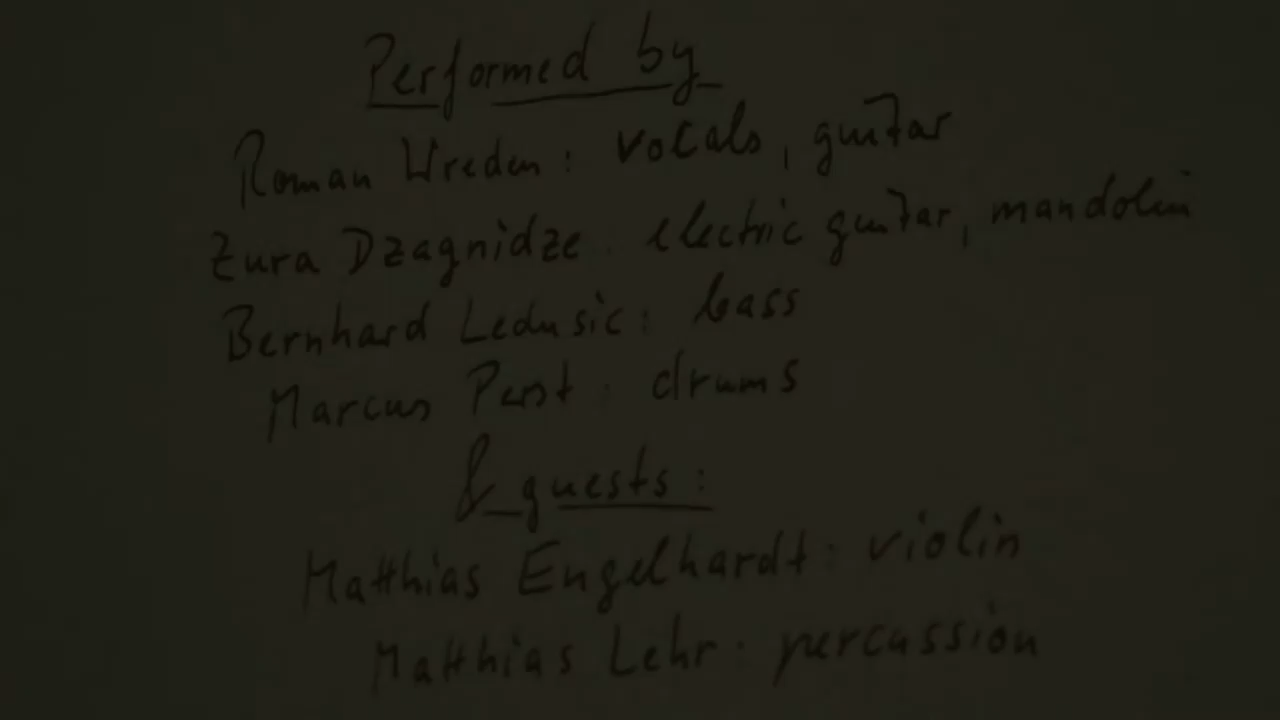 Performed by
Roman Wreden: vocals, guitar
Zura Dzagnidze: electric guitar, mandolin
Bernhard Ledusic: bass
Marcus Perst: drums
& guests:
Matthias Engelhardt: violin
Matthias Lehr: percussion